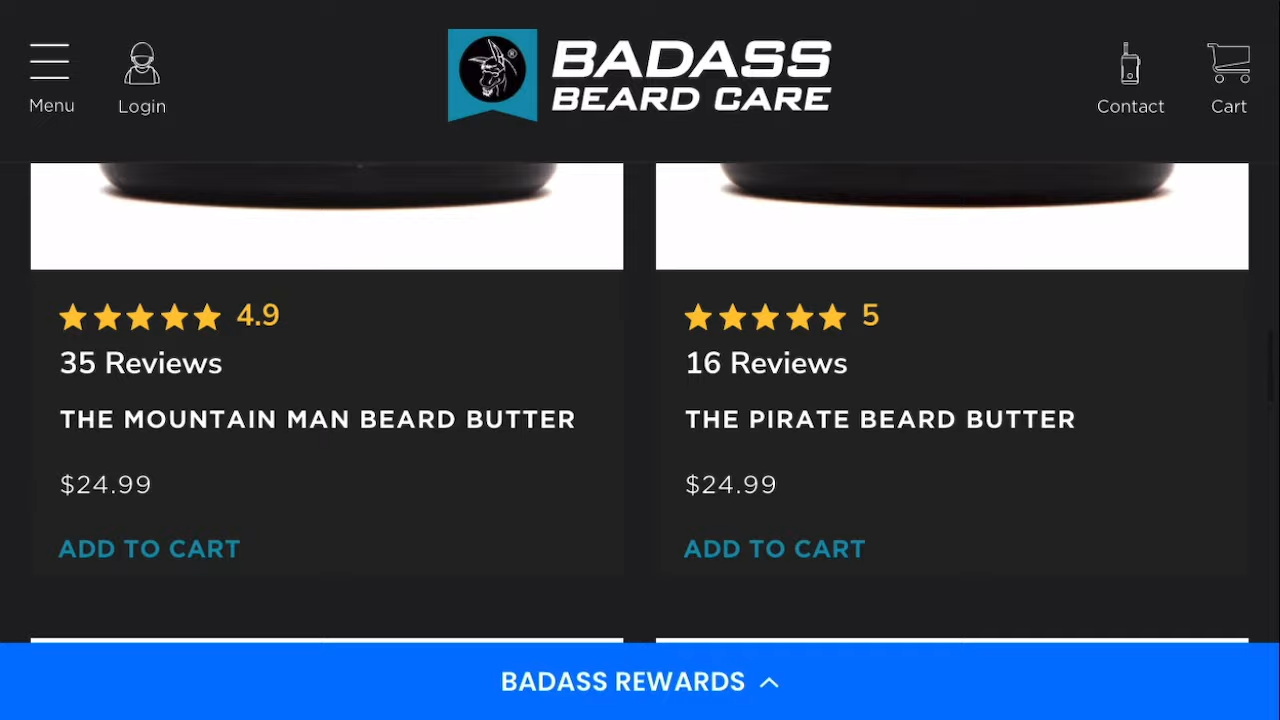 Menu
Login
BADASS
BEARD CARE
®
Contact
Cart
4.9
35 Reviews
THE MOUNTAIN MAN BEARD BUTTER
$24.99
ADD TO CART
5
16 Reviews
THE PIRATE BEARD BUTTER
$24.99
ADD TO CART
BADASS REWARDS